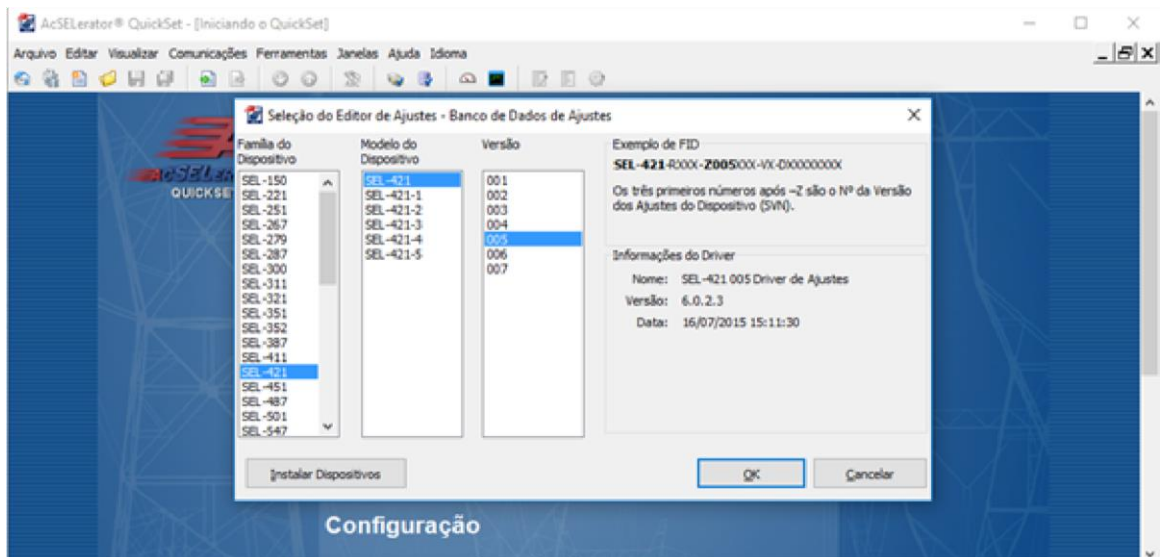 AcSELerator® QuickSet - [Iniciando o QuickSet]
Arquivo Editar Visualizar Comunicações Ferramentas Janelas Ajuda Idioma
QUICKSE
Seleção do Editor de Ajustes - Banco de Dados de Ajustes
Família do
Dispositivo
SEL-150
SEL-221
SEL-251
SEL-267
SEL-279
SEL-287
SEL-300
SEL-311
SEL-321
SEL-351
SEL-352
SEL-387
SEL-411
SEL-421
SEL-451
SEL-487
SEL-501
SEL-547
Modelo do
Dispositivo
SEL-421
SEL-421-1
SEL-421-2
SEL-421-3
SEL-421-4
SEL-421-5
Versão
001
002
003
004
005
006
007
Exemplo de FID
SEL-421-RXXX-Z005XXX-VX-DXXXXXXXX
Os três primeiros números após –Z são o Nº da Versão
dos Ajustes do Dispositivo (SVN).
Informações do Driver
Nome: SEL-421 005 Driver de Ajustes
Versão: 6.0.2.3
Data: 16/07/2015 15:11:30
Instalar Dispositivos
OK
Cancelar
Configuração